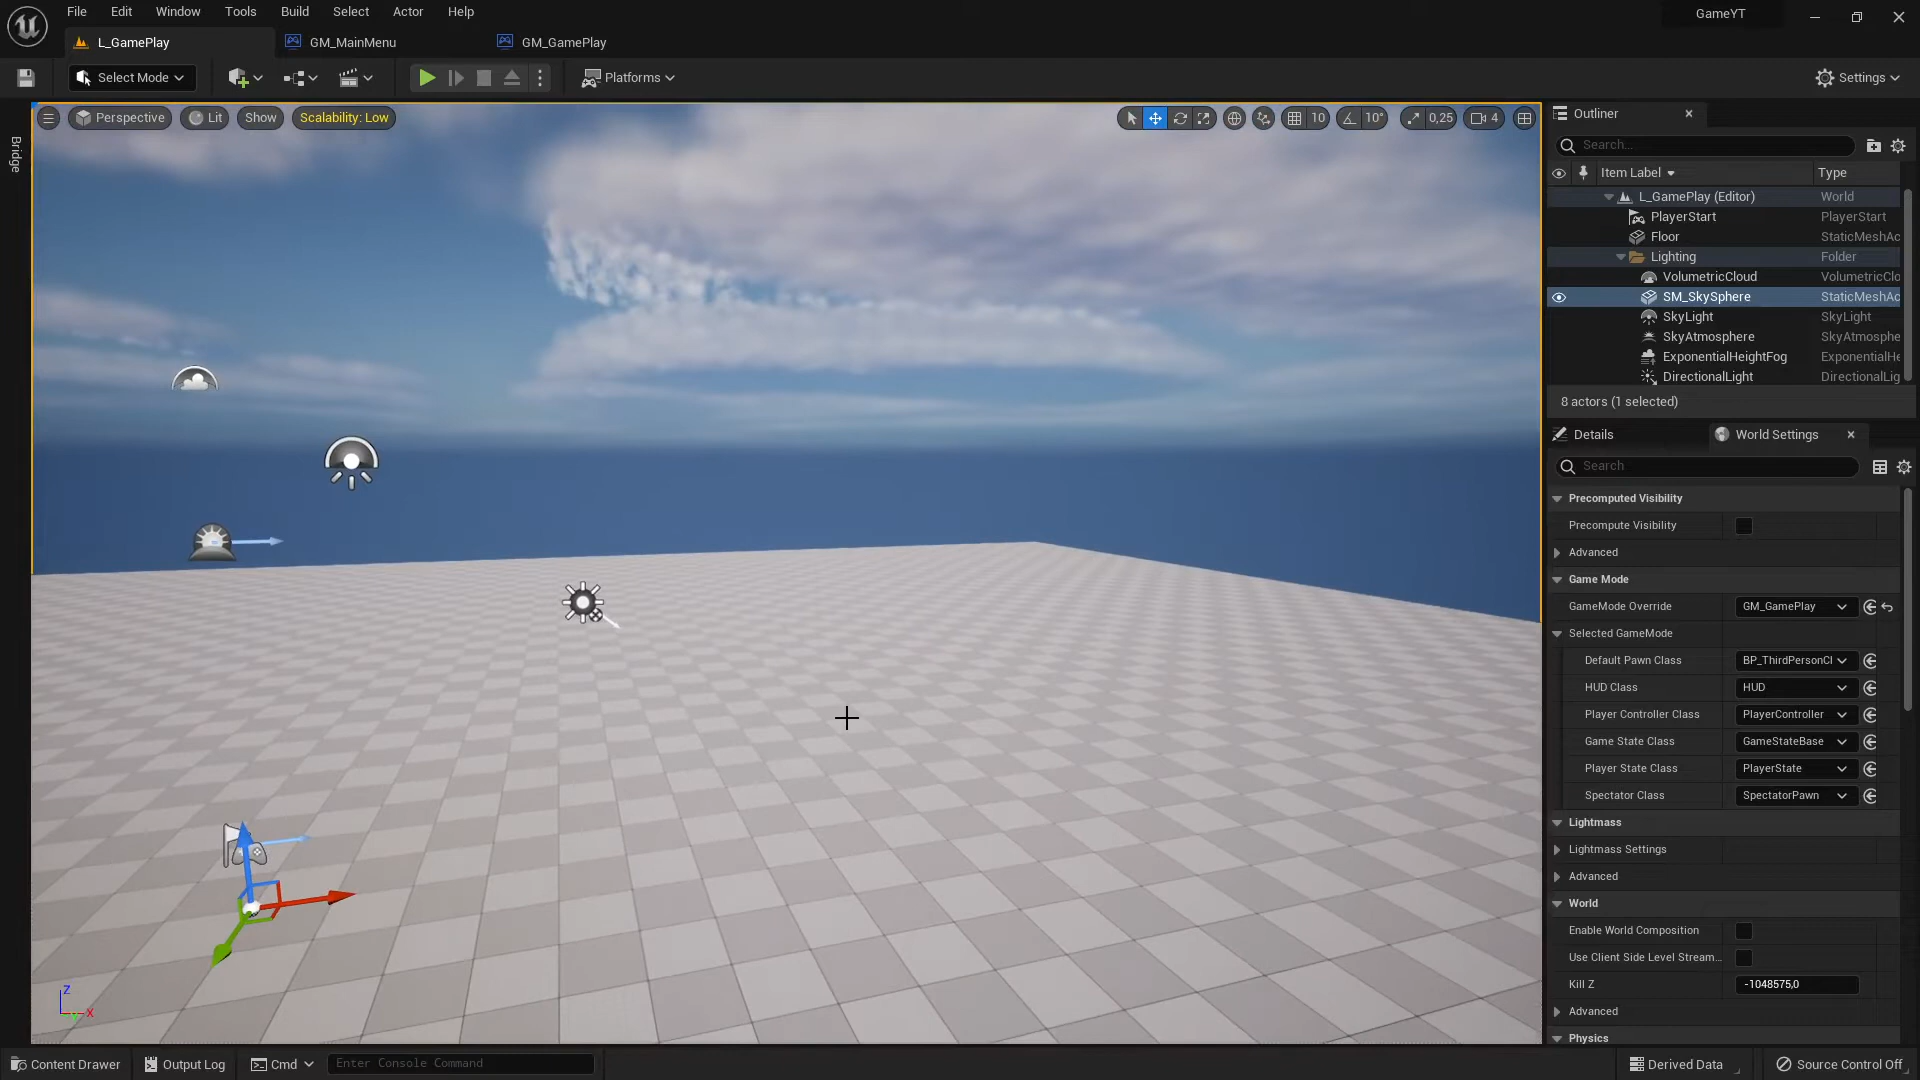 File Edit Window Tools Build Select Actor Help
GameYT
L_GamePlay
GM_MainMenu
GM_GamePlay
Select Mode
Platforms
Settings
Bridge
Perspective
Lit
Show
Scalability: Low
10
10°
0,25
4
Outliner
Search...
Item Label
Type
L_GamePlay (Editor) World
PlayerStart PlayerStart
Floor StaticMeshAc
Lighting Folder
VolumetricCloud VolumetricClo
SM_SkySphere StaticMeshAc
SkyLight SkyLight
SkyAtmosphere SkyAtmosphe
ExponentialHeightFog ExponentialHe
DirectionalLight DirectionalLig
8 actors (1 selected)
Details
World Settings
Search
Precomputed Visibility
Precompute Visibility
Advanced
Game Mode
GameMode Override GM_GamePlay
Selected GameMode
Default Pawn Class BP_ThirdPersonCl
HUD Class HUD
Player Controller Class PlayerController
Game State Class GameStateBase
Player State Class PlayerState
Spectator Class SpectatorPawn
Lightmass
Lightmass Settings
Advanced
World
Enable World Composition
Use Client Side Level Stream...
Kill Z -1048575,0
Advanced
Physics
Z
X
Content Drawer
Output Log
Cmd
Enter Console Command
Derived Data
Source Control Off